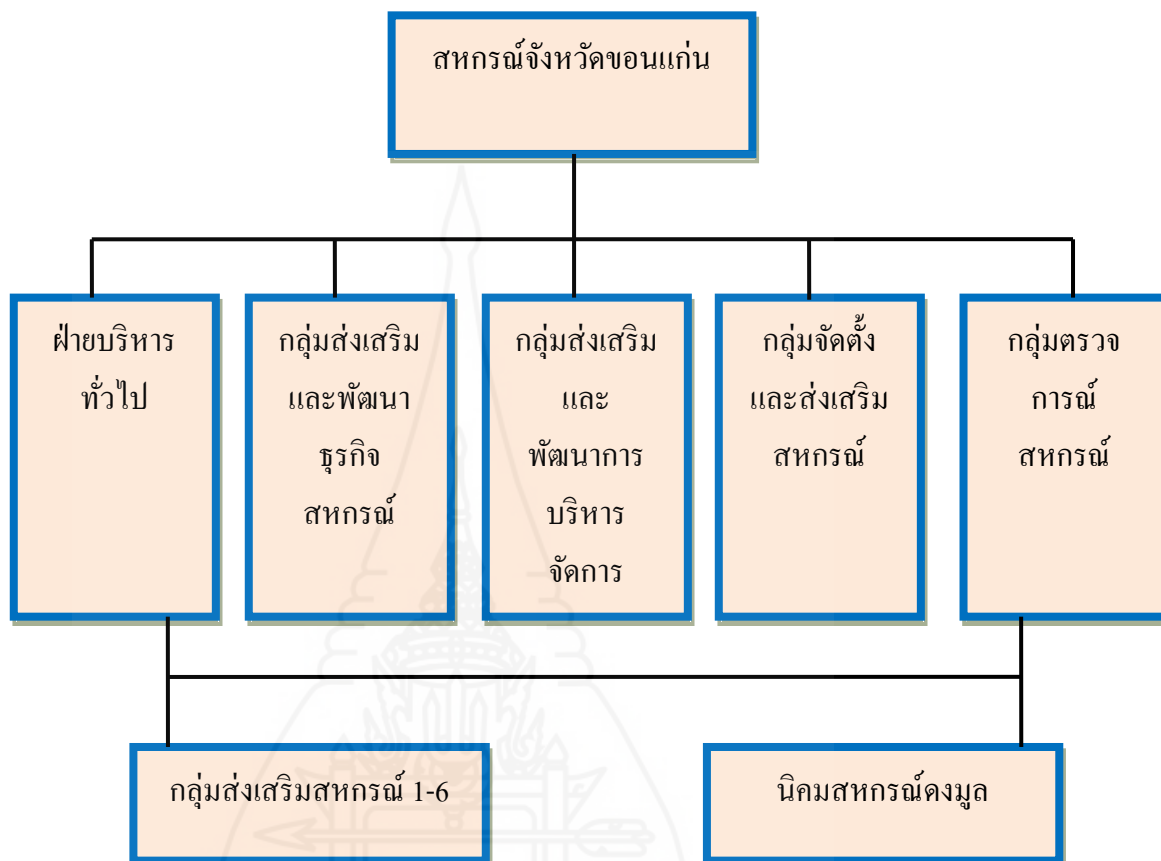 สหกรณ์จังหวัดขอนแก่น
ฝ่ายบริหาร
ทั่วไป
กลุ่มส่งเสริม
และพัฒนา
ธุรกิจ
สหกรณ์
กลุ่มส่งเสริม
และ
พัฒนาการ
บริหาร
จัดการ
กลุ่มจัดตั้ง
และส่งเสริม
สหกรณ์
กลุ่มตรวจ
การณ์
สหกรณ์
กลุ่มส่งเสริมสหกรณ์ 1-6
นิคมสหกรณ์ดงมูล